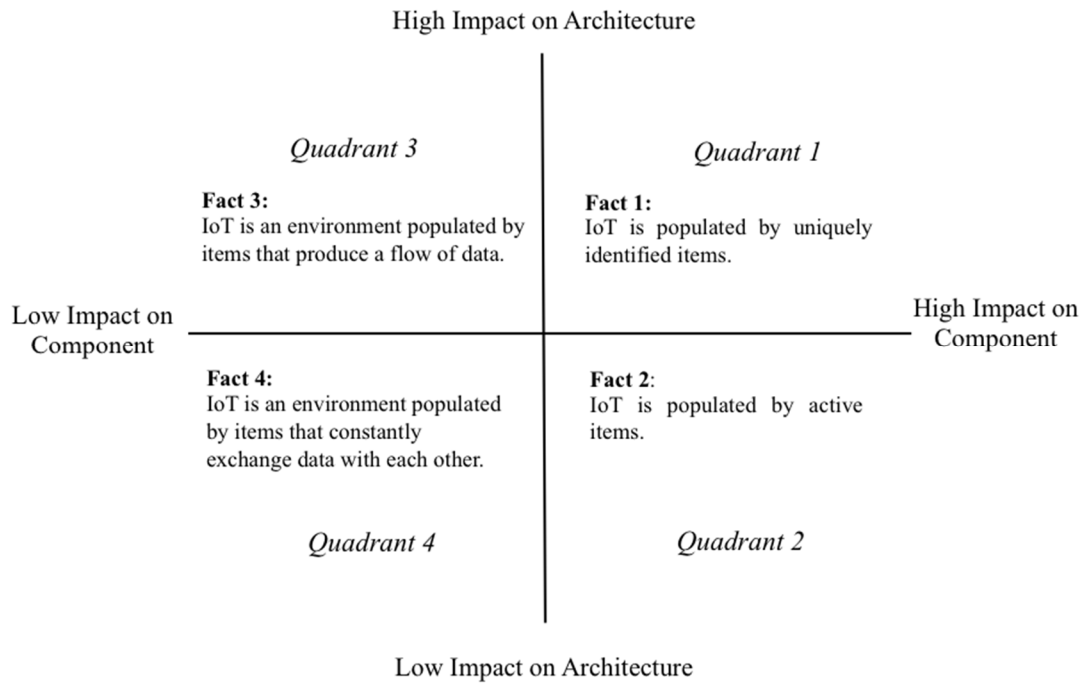 High Impact on Architecture
Quadrant 3
Quadrant 1
Fact 3:
IoT is an environment populated by
items that produce a flow of data.
Fact 1:
IoT is populated by uniquely
identified items.
Low Impact on
Component
High Impact on
Component
Fact 4:
IoT is an environment populated
by items that constantly
exchange data with each other.
Fact 2:
IoT is populated by active
items.
Quadrant 4
Quadrant 2
Low Impact on Architecture